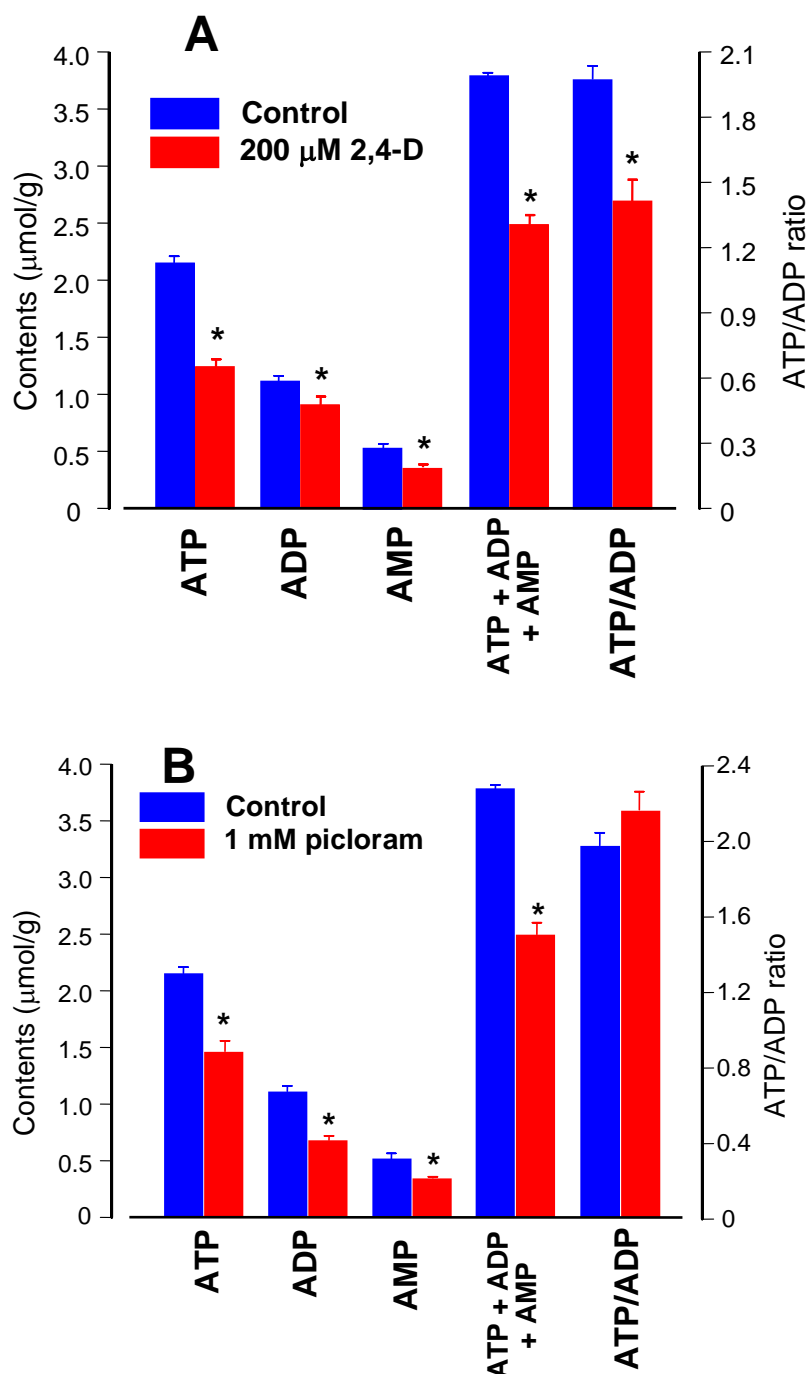 A
Control
200 μM 2,4-D
Contents (μmol/g)
4.0
3.5
3.0
2.5
2.0
1.5
1.0
0.5
0
2.1
1.8
1.5
1.2
0.9
0.6
0.3
0
ATP/ADP ratio
*
*
*
*
*
ATP
ADP
AMP
ATP + ADP
+ AMP
ATP/ADP
B
Control
1 mM picloram
Contents (μmol/g)
4.0
3.5
3.0
2.5
2.0
1.5
1.0
0.5
0
2.4
2.0
1.6
1.2
0.8
0.4
0
ATP/ADP ratio
*
*
*
*
ATP
ADP
AMP
ATP + ADP
+ AMP
ATP/ADP